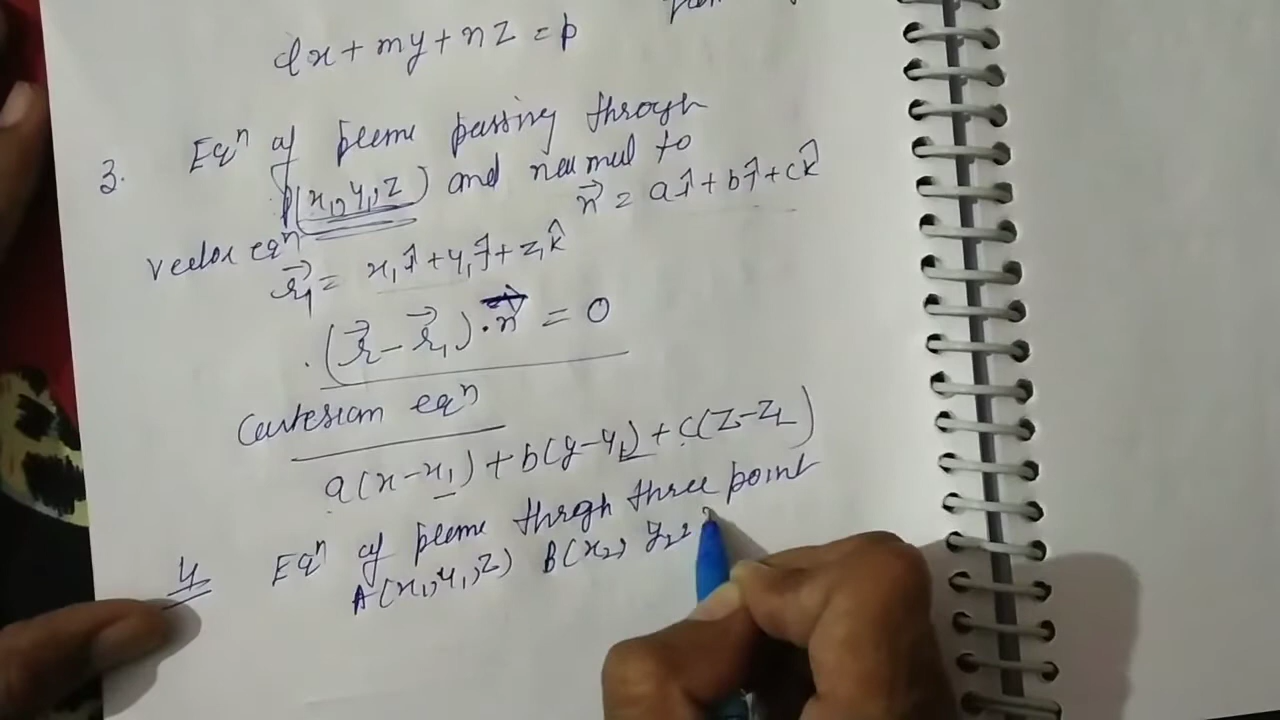 lx + my + nz = p
3. Eqⁿ of plane passing through
P(x₁, y₁, z) and normal to
n⃗ = aî + bĵ + ck̂
vector eqⁿ
r⃗₁ = x₁î + y₁ĵ + z₁k̂
(r⃗ - r⃗₁) · n⃗ = 0
Cartesian eqⁿ
a(x - x₁) + b(y - y₁) + c(z - z₁)
4 Eqⁿ of plane throgh three point
A(x₁, y₁, z) B(x₂, y₂, z